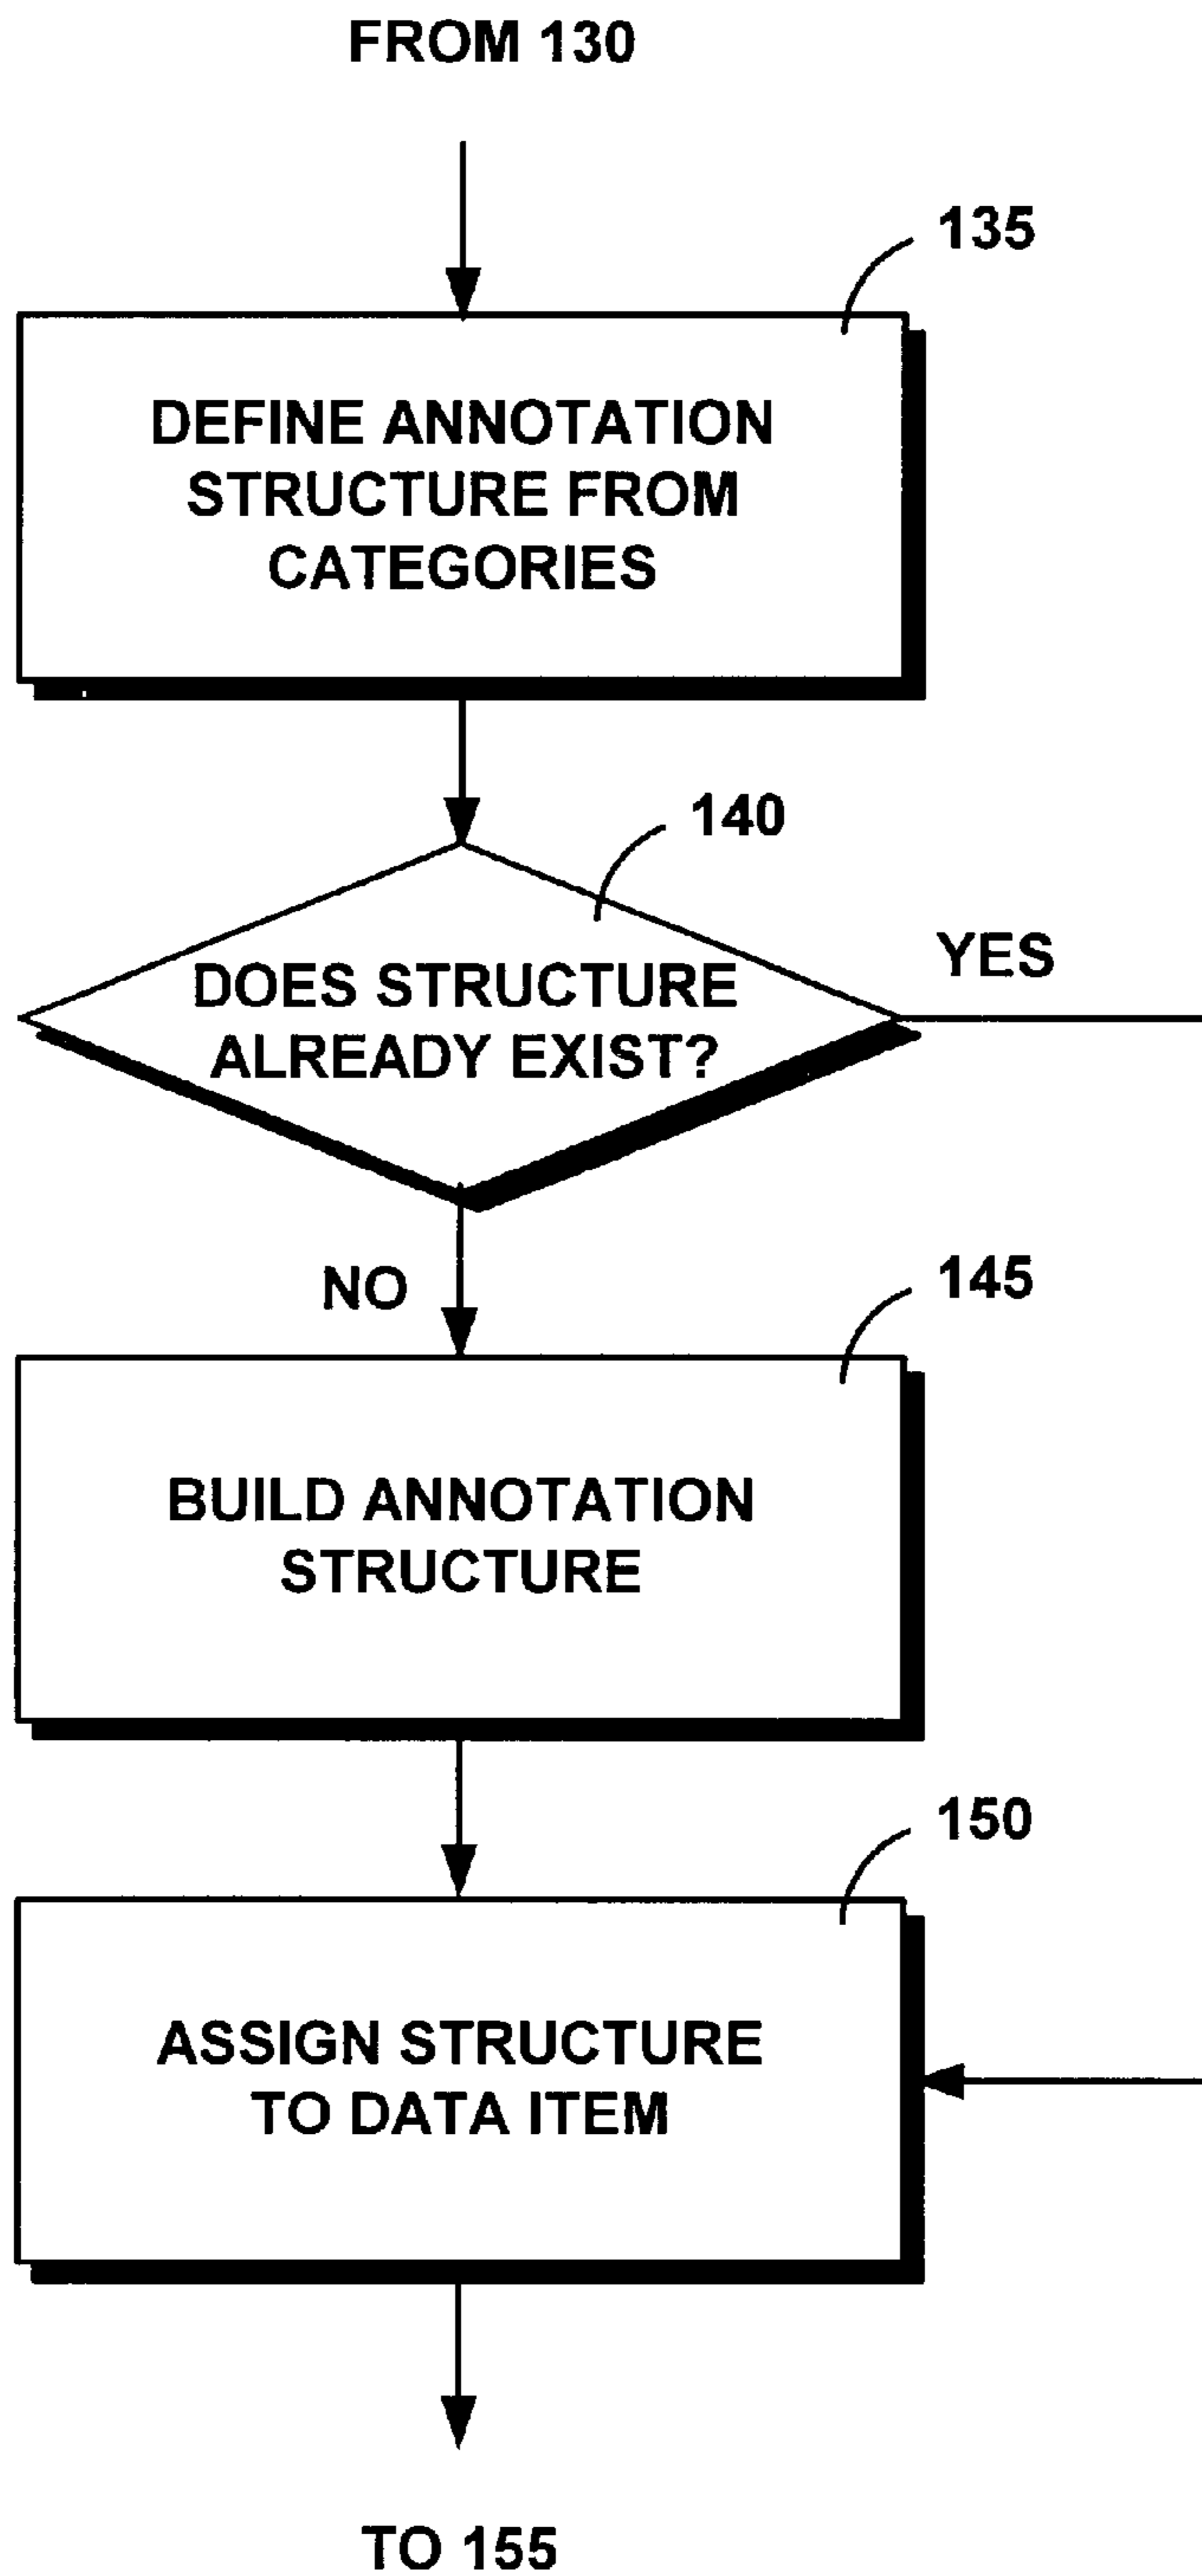 FROM 130
135
DEFINE ANNOTATION
STRUCTURE FROM
CATEGORIES
140
YES
DOES STRUCTURE
ALREADY EXIST?
NO
145
BUILD ANNOTATION
STRUCTURE
150
ASSIGN STRUCTURE
TO DATA ITEM
TO 155